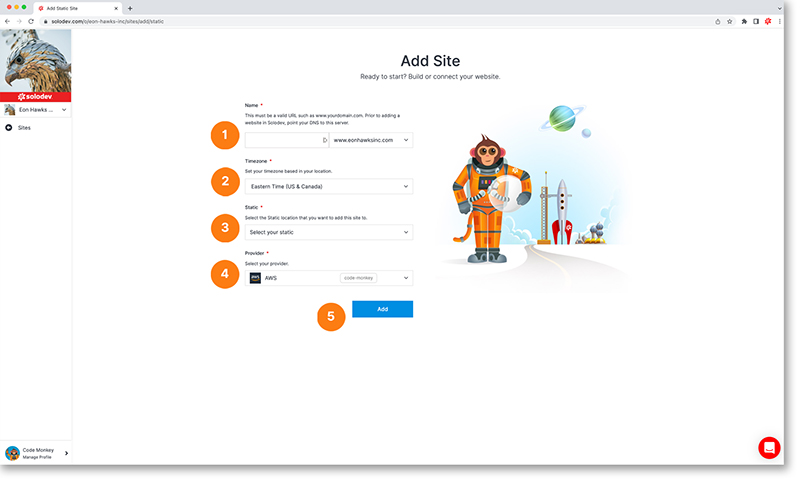 Add Static Site
solodev.com/o/eon-hawks-inc/sites/add/static
solodev
Eon Hawks ...
Sites
Add Site
Ready to start? Build or connect your website.
Name *
This must be a valid URL such as www.yourdomain.com. Prior to adding a
website in Solodev, point your DNS to this server.
1
www.eonhawksinc.com
Timezone *
Set your timezone based in your location.
2
Eastern Time (US & Canada)
Static *
Select the Static location that you want to add this site to.
3
Select your static
Provider *
Select your provider.
4
aws
AWS
code-monkey
5
Add
Code Monkey
Manage Profile